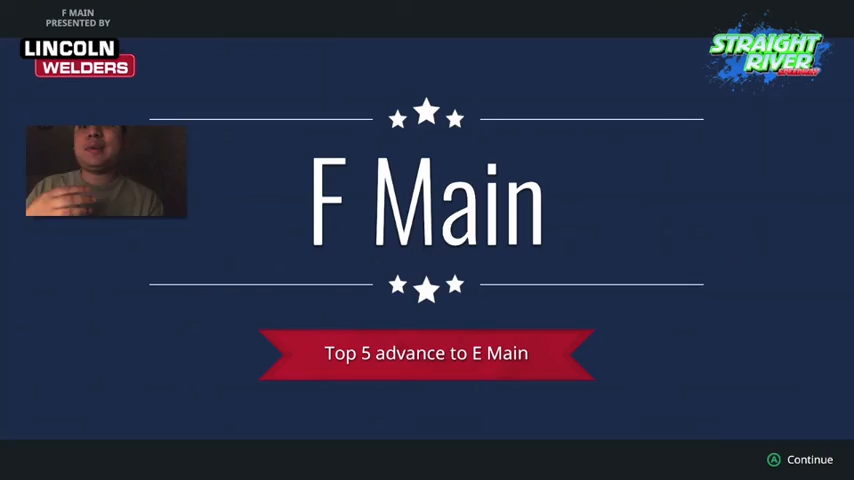 F MAIN
PRESENTED BY
LINCOLN
WELDERS
STRAIGHT
RIVER
F Main
Top 5 advance to E Main
A Continue